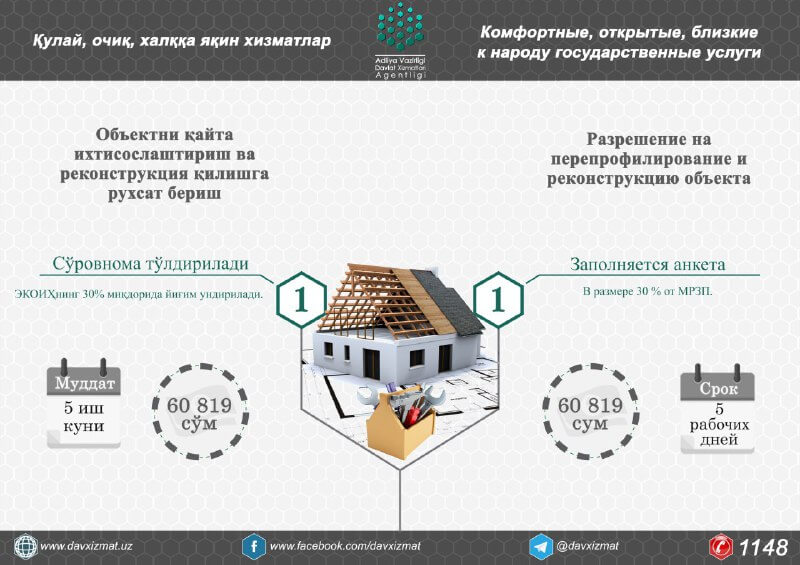 Қулай, очиқ, халққа яқин хизматлар
Adliya Vazirligi
Davlat Xizmatlari
Agentligi
Комфортные, открытые, близкие
к народу государственные услуги
Объектни қайта
ихтисослаштириш ва
реконструкция қилишга
рухсат бериш
Разрешение на
перепрофилирование и
реконструкцию объекта
Сўровнома тўлдирилади
ЭКОИҲнинг 30% миқдорида йиғим ундирилади.
1
1
Заполняется анкета
В размере 30 % от МРЗП.
Муддат
5 иш
куни
60 819
сўм
60 819
сум
Срок
5
рабочих
дней
www.davxizmat.uz
www.facebook.com/davxizmat
@davxizmat
1148